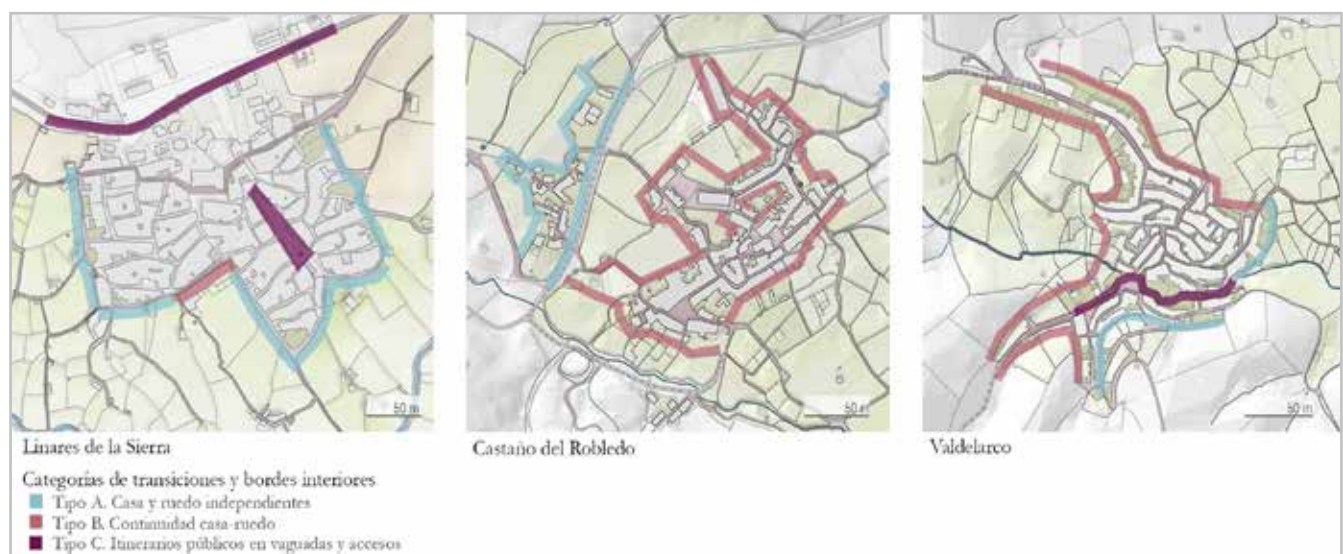 50 m
50 m
50 m
Linares de la Sierra
Castaño del Robledo
Valdelarco
Categorías de transiciones y bordes interiores
Tipo A. Casa y ruedo independientes
Tipo B. Continuidad casa-ruedo
Tipo C. Itinerarios públicos en vaguadas y accesos